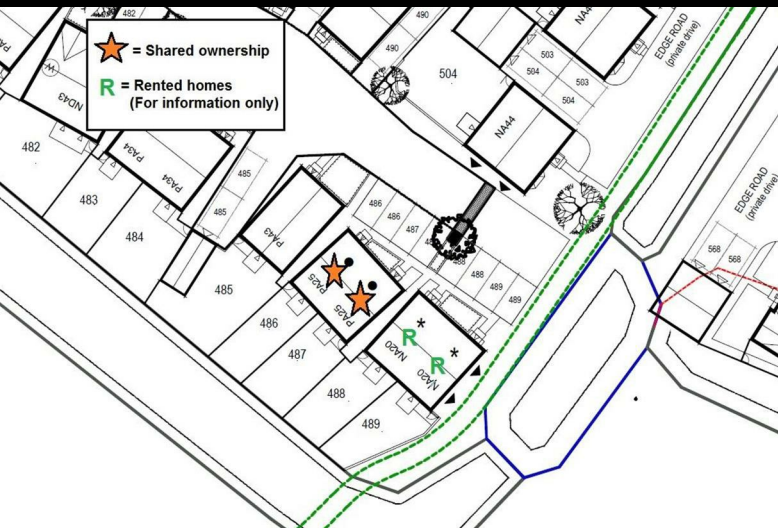 482
490
NA4
= Shared ownership
R = Rented homes
(For information only)
EDGE ROAD
(private drive)
490
504
503
504
503
504
ND43
W
NA44
482
PA34
PA34
483
485
485
484
486
486
487
488
488
489
489
PA43
EDGE ROAD
(private drive)
568
568
PA25
PA25
485
486
R *
R *
NA20
NA20
487
488
489